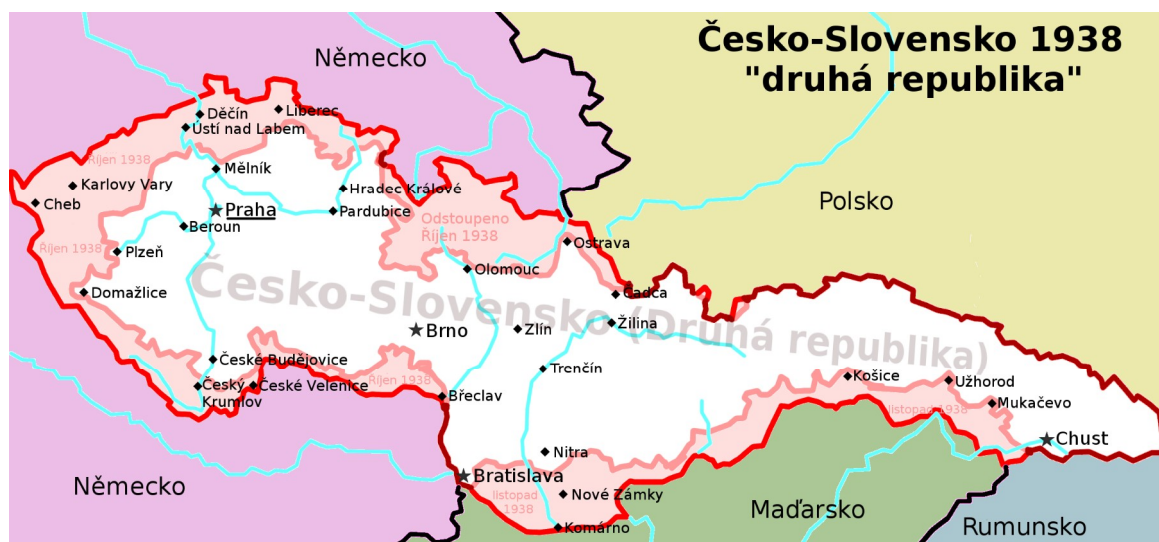 Česko-Slovensko 1938
"druhá republika"
Německo
Děčín
Liberec
Ústí nad Labem
Říjen 1938
Mělník
Karlovy Vary
Hradec Králové
Cheb
Praha
Pardubice
Polsko
Beroun
Odstoupeno
Říjen 1938
Říjen 1938
Plzeň
Ostrava
Olomouc
Domažlice
Česko-Slovensko (Druhá republika)
Čadca
Brno
Zlín
Žilina
České Budějovice
Trenčín
Říjen 1938
Košice
Užhorod
Český
Krumlov
České Velenice
Břeclav
Mukačevo
listopad 1938
Chust
Nitra
Bratislava
Německo
listopad
1938
Nové Zámky
Maďarsko
Komárno
Rumunsko